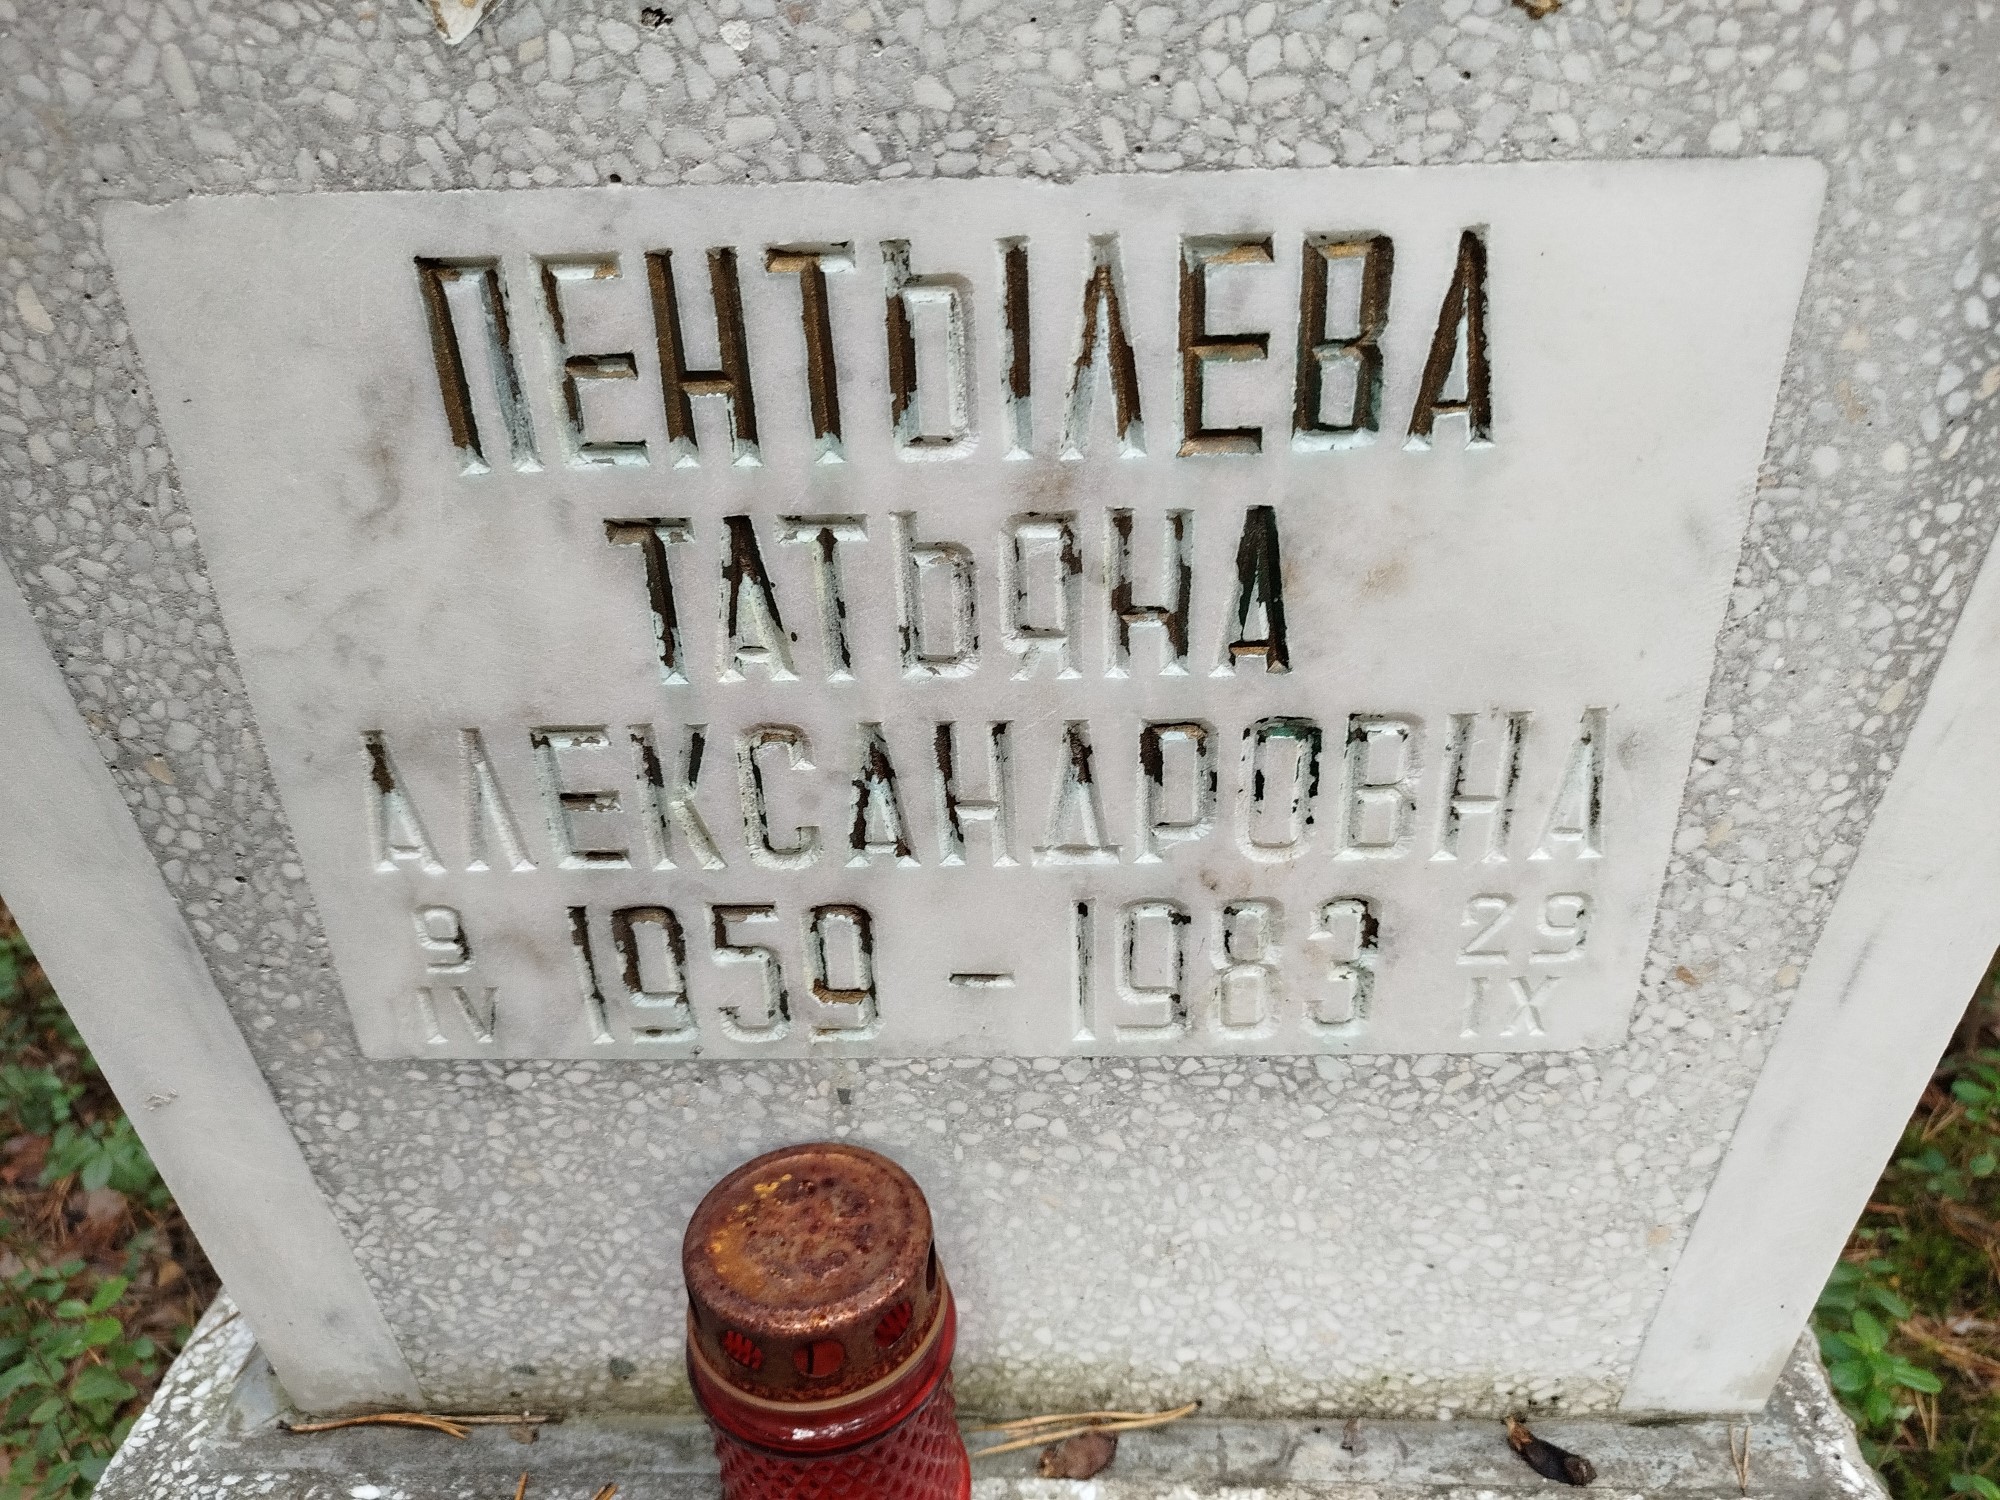 ПЕНТЫЛЕВА
ТАТЬЯНА
АЛЕКСАНДРОВНА
9 IV 1959 – 1983 29 IX